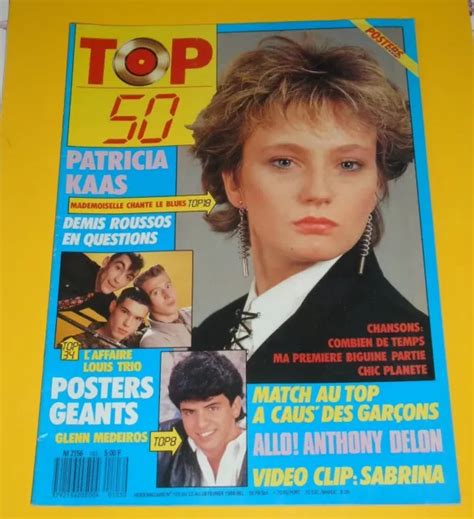 TOP
50
POSTERS
PATRICIA
KAAS
MADEMOISELLE CHANTE LE BLUES TOP 18
DEMIS ROUSSOS
EN QUESTIONS
TOP
34
L'AFFAIRE
LOUIS TRIO
POSTERS
GEANTS
GLENN MEDEIROS
TOP 8
CHANSONS:
COMBIEN DE TEMPS
MA PREMIERE BIGUINE PARTIE
CHIC PLANETE
MATCH AU TOP
A CAUS' DES GARÇONS
ALLO! ANTHONY DELON
VIDEO CLIP: SABRINA
M 2556